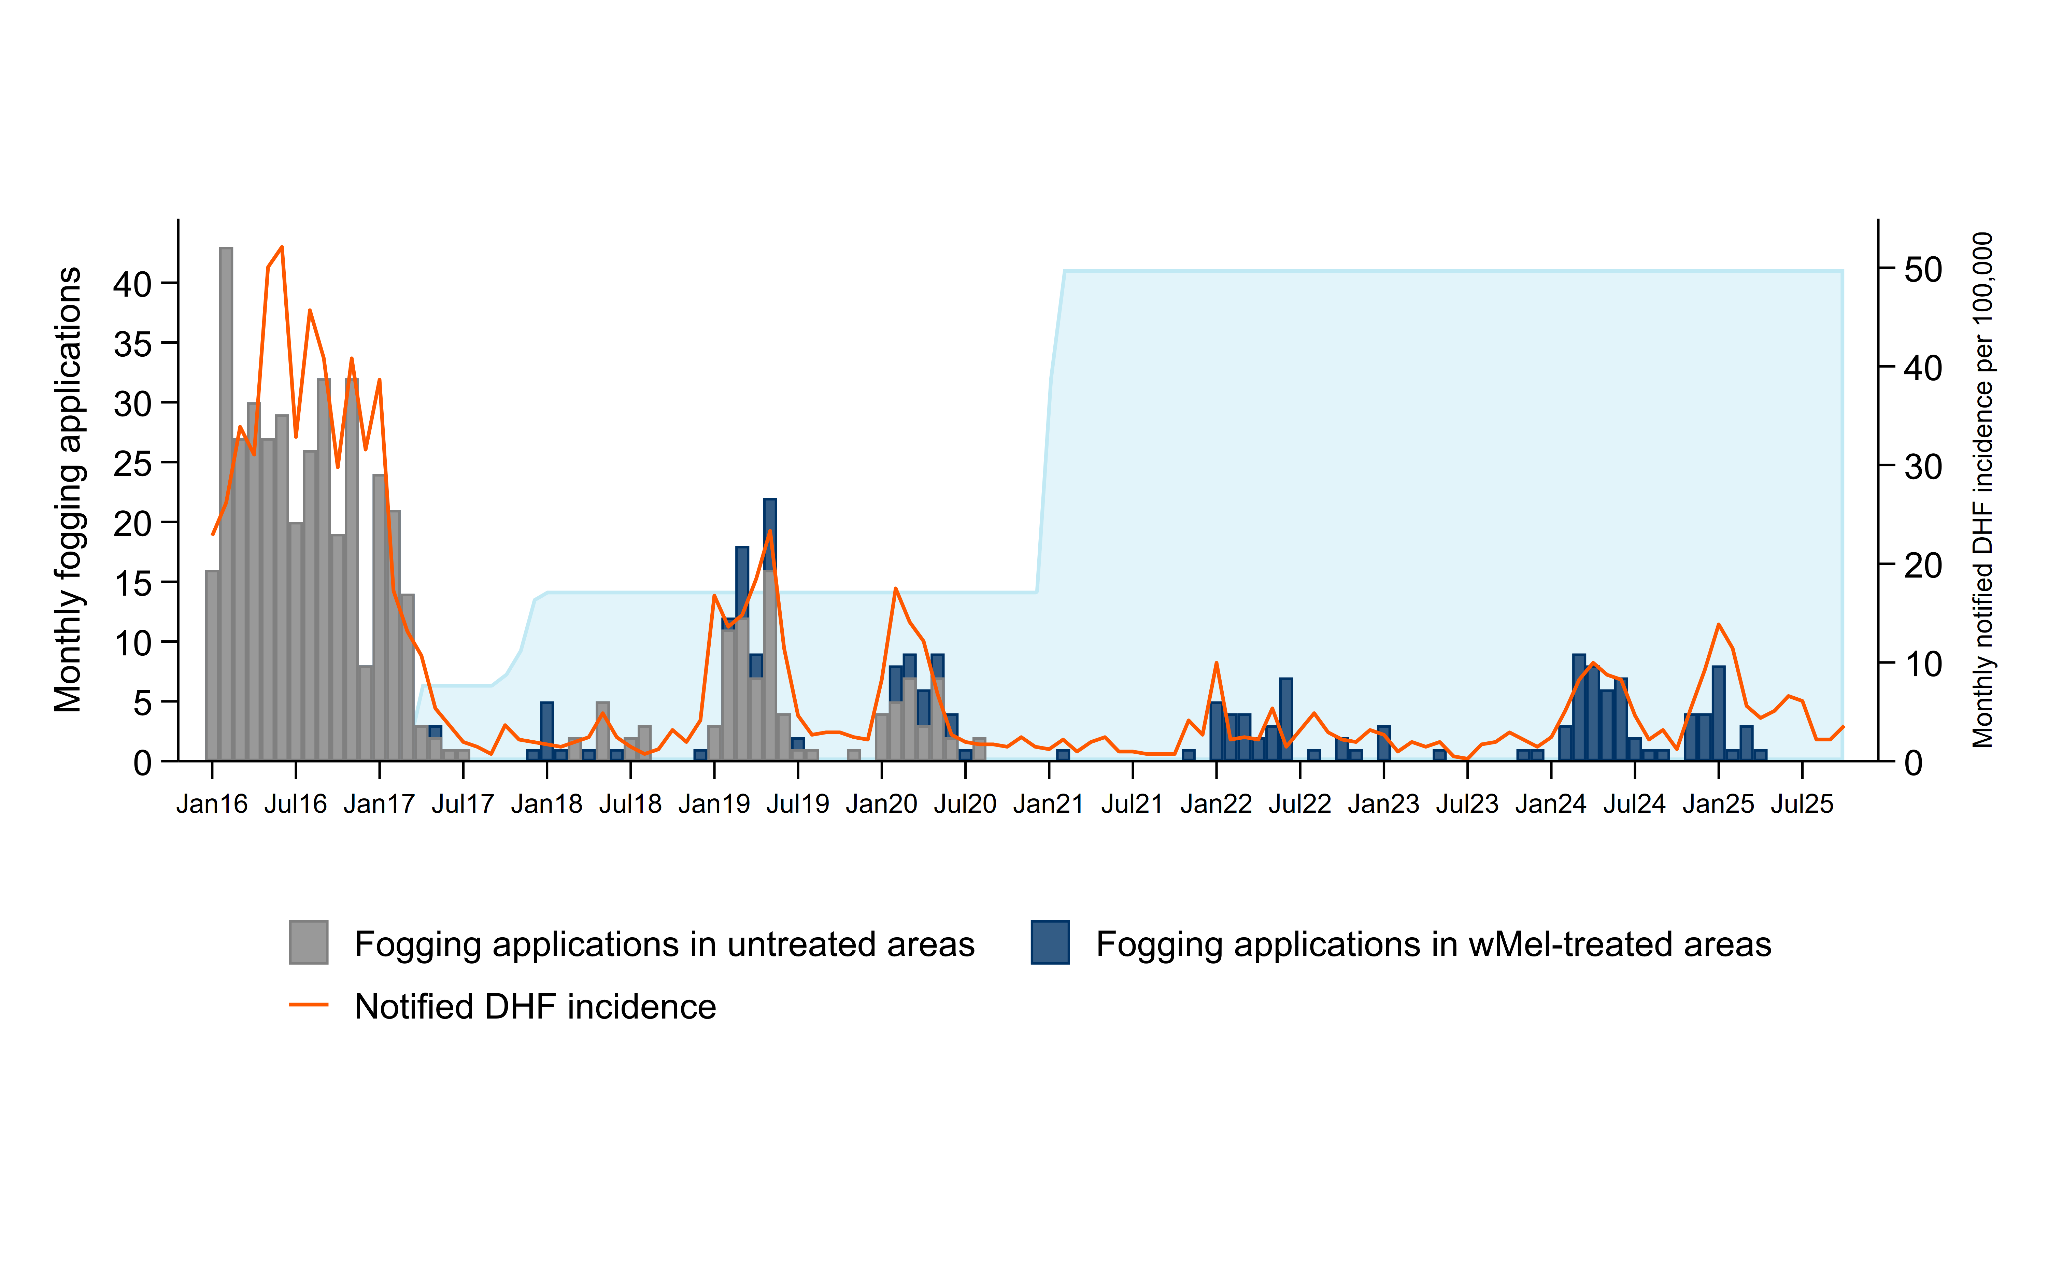 Monthly fogging applications
40
35
30
25
20
15
10
5
0
50
40
30
20
10
0
Monthly notified DHF incidence per 100,000
Jan16 Jul16 Jan17 Jul17 Jan18 Jul18 Jan19 Jul19 Jan20 Jul20 Jan21 Jul21 Jan22 Jul22 Jan23 Jul23 Jan24 Jul24 Jan25 Jul25
Fogging applications in untreated areas
Fogging applications in wMel-treated areas
Notified DHF incidence